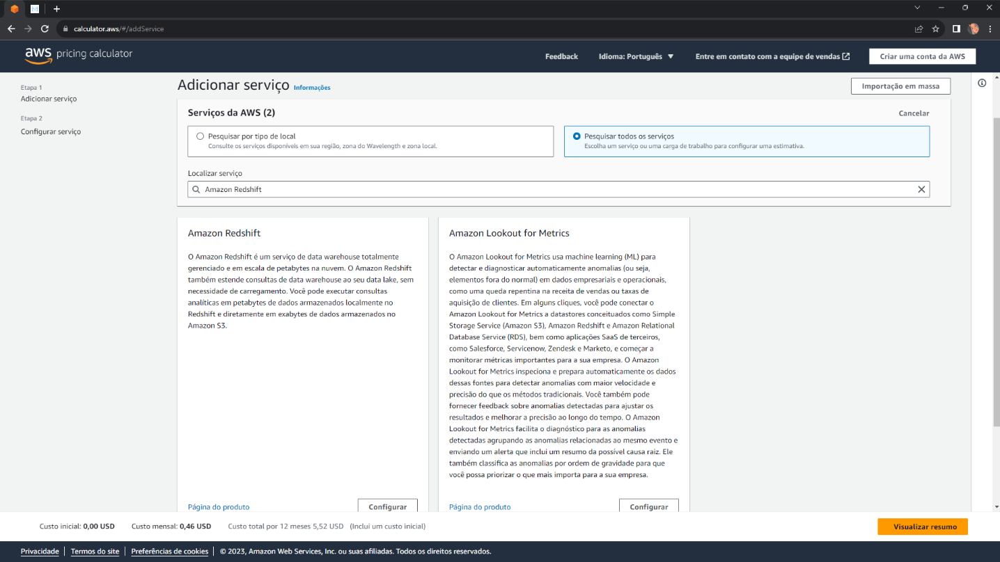 calculator.aws/#/addService
aws pricing calculator
Feedback
Idioma: Português
Entre em contato com a equipe de vendas
Criar uma conta da AWS
Etapa 1
Adicionar serviço
Etapa 2
Configurar serviço
Adicionar serviço Informações
Importação em massa
Serviços da AWS (2)
Cancelar
Pesquisar por tipo de local
Consulte os serviços disponíveis em sua região, zona do Wavelength e zona local.
Pesquisar todos os serviços
Escolha um serviço ou uma carga de trabalho para configurar uma estimativa.
Localizar serviço
Amazon Redshift
Amazon Redshift
O Amazon Redshift é um serviço de data warehouse totalmente
gerenciado e em escala de petabytes na nuvem. O Amazon Redshift
também estende consultas de data warehouse ao seu data lake, sem
necessidade de carregamento. Você pode executar consultas
analíticas em petabytes de dados armazenados localmente no
Redshift e diretamente em exabytes de dados armazenados no
Amazon S3.
Página do produto
Configurar
Amazon Lookout for Metrics
O Amazon Lookout for Metrics usa machine learning (ML) para
detectar e diagnosticar automaticamente anomalias (ou seja,
elementos fora do normal) em dados empresariais e operacionais,
como uma queda repentina na receita de vendas ou taxas de
aquisição de clientes. Em alguns cliques, você pode conectar o
Amazon Lookout for Metrics a datastores conceituados como Simple
Storage Service (Amazon S3), Amazon Redshift e Amazon Relational
Database Service (RDS), bem como aplicações SaaS de terceiros,
como Salesforce, Servicenow, Zendesk e Marketo, e começar a
monitorar métricas importantes para a sua empresa. O Amazon
Lookout for Metrics inspeciona e prepara automaticamente os dados
dessas fontes para detectar anomalias com maior velocidade e
precisão do que os métodos tradicionais. Você também pode
fornecer feedback sobre anomalias detectadas para ajustar os
resultados e melhorar a precisão ao longo do tempo. O Amazon
Lookout for Metrics facilita o diagnóstico para as anomalias
detectadas agrupando as anomalias relacionadas ao mesmo evento e
enviando um alerta que inclui um resumo da possível causa raiz. Ele
também classifica as anomalias por ordem de gravidade para que
você possa priorizar o que mais importa para a sua empresa.
Página do produto
Configurar
Custo inicial: 0,00 USD
Custo mensal: 0,46 USD
Custo total por 12 meses 5,52 USD (Inclui um custo inicial)
Visualizar resumo
Privacidade
Termos do site
Preferências de cookies
© 2023, Amazon Web Services, Inc. ou suas afiliadas. Todos os direitos reservados.